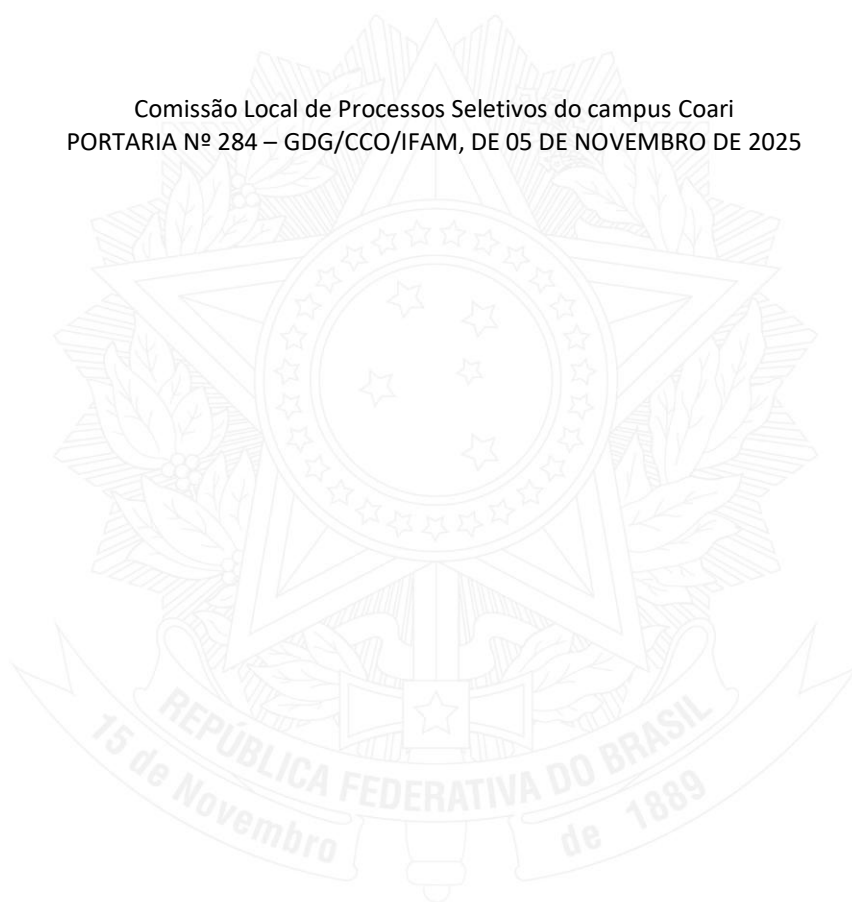 Comissão Local de Processos Seletivos do campus Coari
PORTARIA Nº 284 – GDG/CCO/IFAM, DE 05 DE NOVEMBRO DE 2025
REPÚBLICA FEDERATIVA DO BRASIL
15 de Novembro de 1889